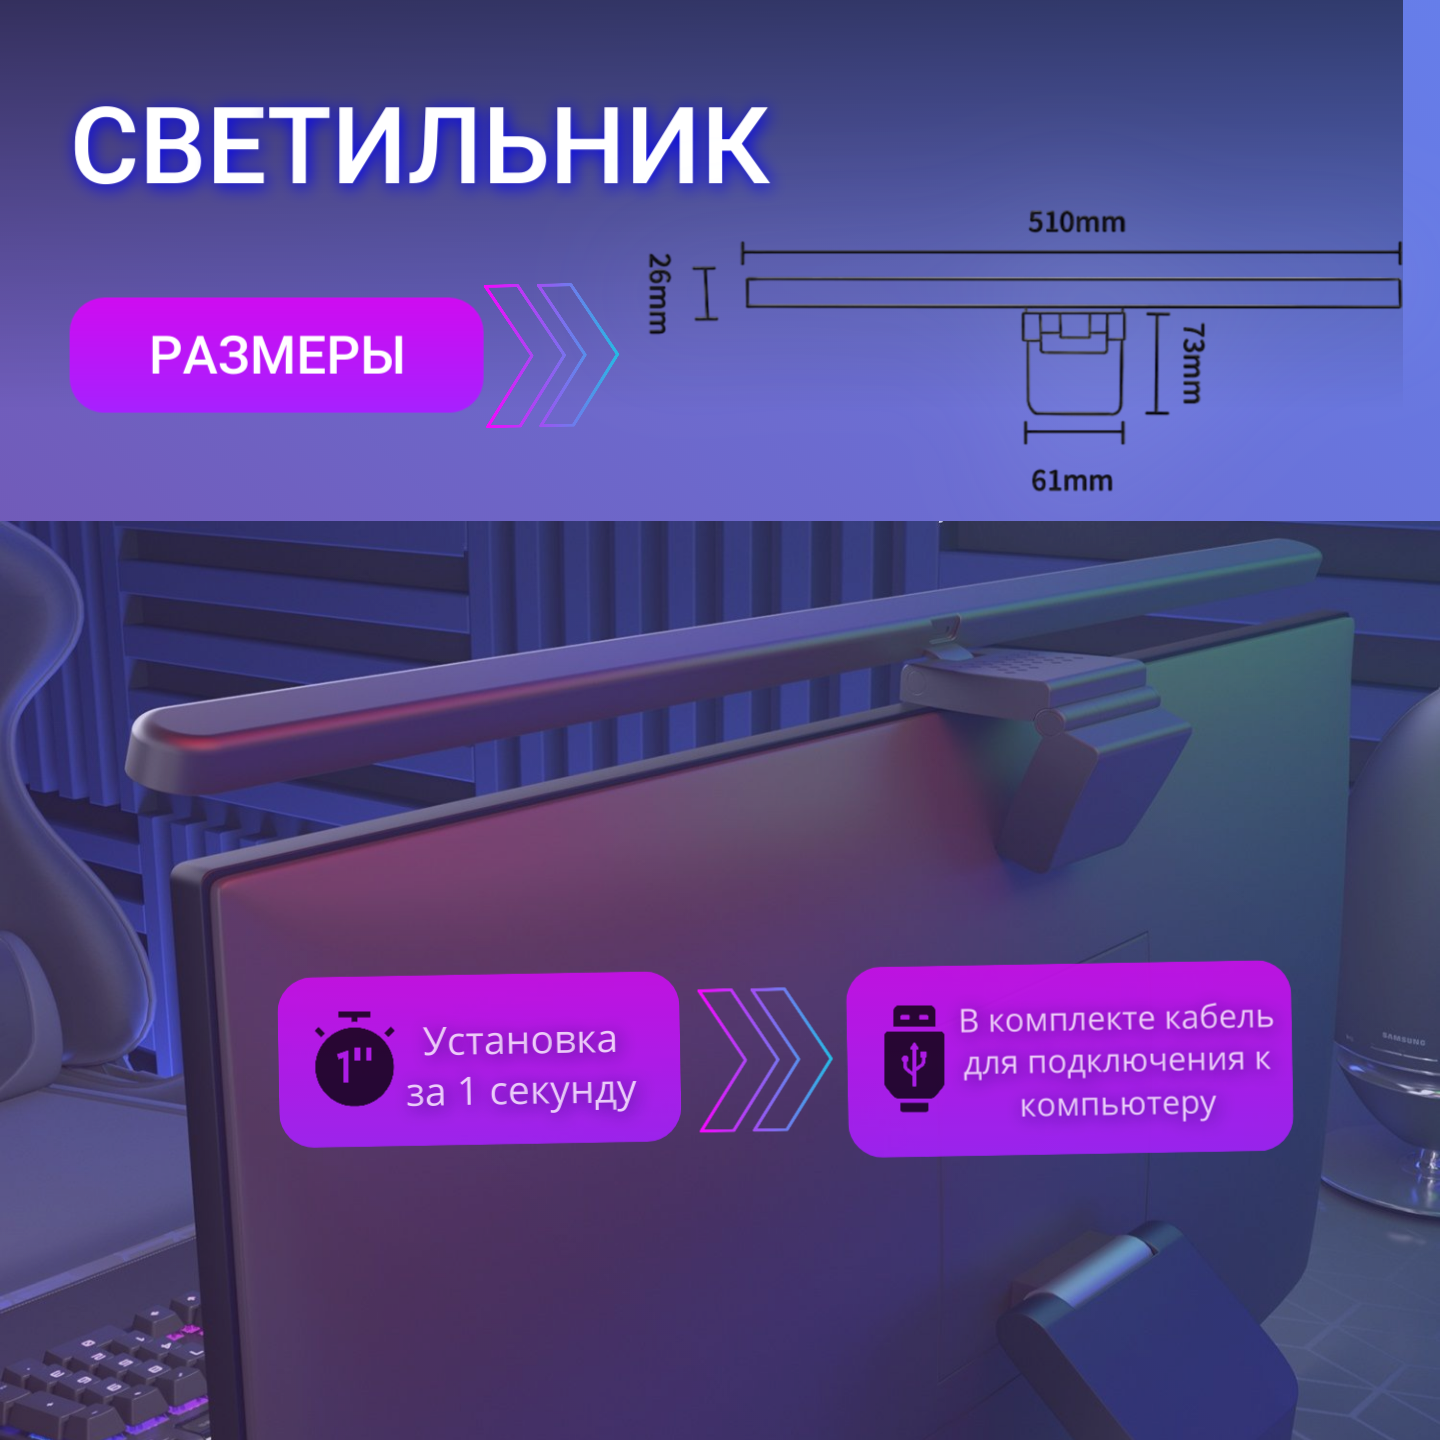 СВЕТИЛЬНИК
510mm
26mm
РАЗМЕРЫ
73mm
61mm
Установка
за 1 секунду
1'''
В комплекте кабель
для подключения к
компьютеру
SAMSUNG